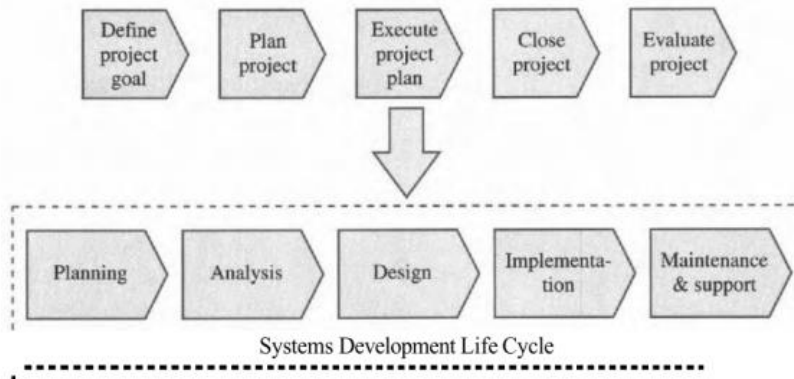 Define
project
goal
Plan
project
Execute
project
plan
Close
project
Evaluate
project
Planning
Analysis
Design
Implementa-
tion
Maintenance
& support
Systems Development Life Cycle